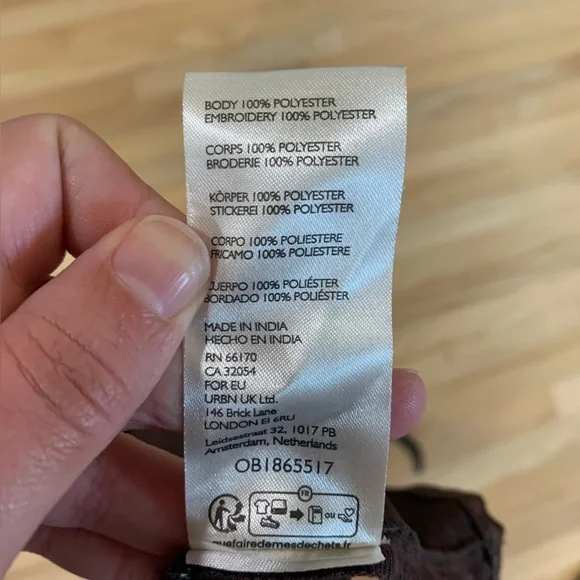 BODY 100% POLYESTER
EMBROIDERY 100% POLYESTER
CORPS 100% POLYESTER
BRODERIE 100% POLYESTER
KÖRPER 100% POLYESTER
STICKEREI 100% POLYESTER
CORPO 100% POLIESTERE
RICAMO 100% POLIESTERE
CUERPO 100% POLIÉSTER
BORDADO 100% POLIÉSTER
MADE IN INDIA
HECHO EN INDIA
RN 66170
CA 32054
FOR EU
URBN UK Ltd.
146 Brick Lane
LONDON E1 6RU
Leidsestraat 32, 1017 PB
Amsterdam, Netherlands
OB1865517
FR
ou
quefairedemesdechets.fr